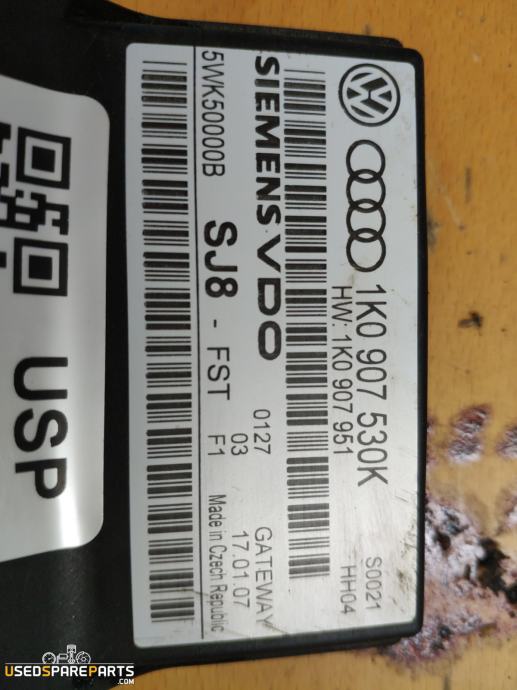 1K0 907 530K S0021
HW: 1K0 907 951 HH04
SIEMENS VDO 0127 GATEWAY
SJ8 - FST 03 17.01.07
5WK50000B F1 Made in Czech Republic
USP
USEDSPAREPARTS.COM